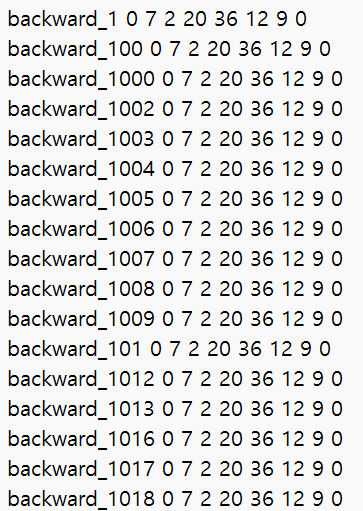 backward_1 0 7 2 20 36 12 9 0
backward_100 0 7 2 20 36 12 9 0
backward_1000 0 7 2 20 36 12 9 0
backward_1002 0 7 2 20 36 12 9 0
backward_1003 0 7 2 20 36 12 9 0
backward_1004 0 7 2 20 36 12 9 0
backward_1005 0 7 2 20 36 12 9 0
backward_1006 0 7 2 20 36 12 9 0
backward_1007 0 7 2 20 36 12 9 0
backward_1008 0 7 2 20 36 12 9 0
backward_1009 0 7 2 20 36 12 9 0
backward_101 0 7 2 20 36 12 9 0
backward_1012 0 7 2 20 36 12 9 0
backward_1013 0 7 2 20 36 12 9 0
backward_1016 0 7 2 20 36 12 9 0
backward_1017 0 7 2 20 36 12 9 0
backward_1018 0 7 2 20 36 12 9 0